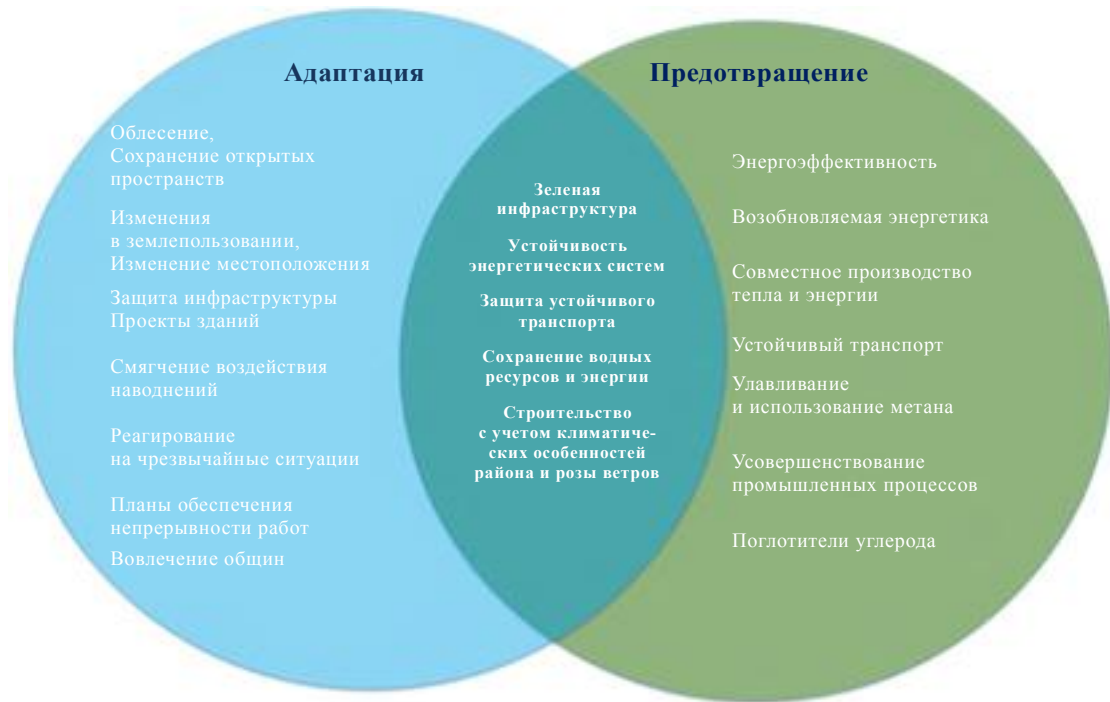 Адаптация
Облесение,
Сохранение открытых
пространств
Изменения
в землепользовании,
Изменение местоположения
Защита инфраструктуры
Проекты зданий
Смягчение воздействия
наводнений
Реагирование
на чрезвычайные ситуации
Планы обеспечения
непрерывности работ
Вовлечение общин
Зеленая
инфраструктура
Устойчивость
энергетических систем
Защита устойчивого
транспорта
Сохранение водных
ресурсов и энергии
Строительство
с учетом климатиче-
ских особенностей
района и розы ветров
Предотвращение
Энергоэффективность
Возобновляемая энергетика
Совместное производство
тепла и энергии
Устойчивый транспорт
Улавливание
и использование метана
Усовершенствование
промышленных процессов
Поглотители углерода